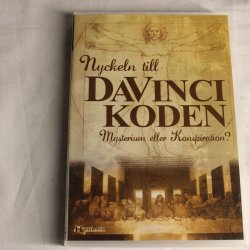 Nyckeln till
DAVINCI
KODEN
Mysterium eller Konspiration?